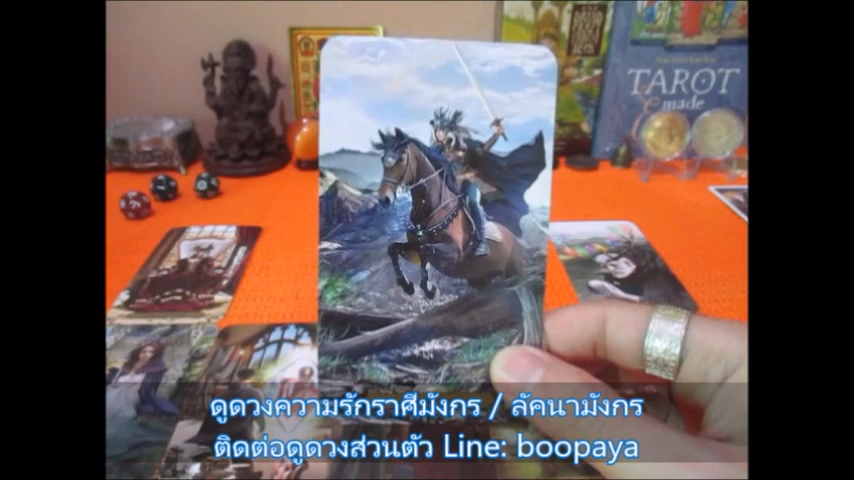 TAROT
made
ดูดวงความรักราศีมังกร / ลัคนามังกร
ติดต่อดูดวงส่วนตัว Line: boopaya